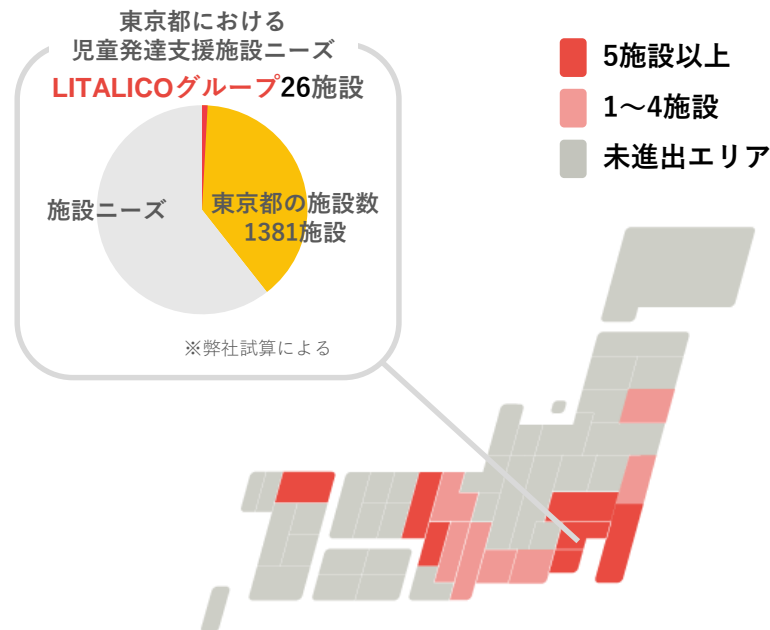 東京都における
児童発達支援施設ニーズ
LITALICOグループ26施設
施設ニーズ
東京都の施設数
1381施設
※弊社試算による
5施設以上
1～4施設
未進出エリア